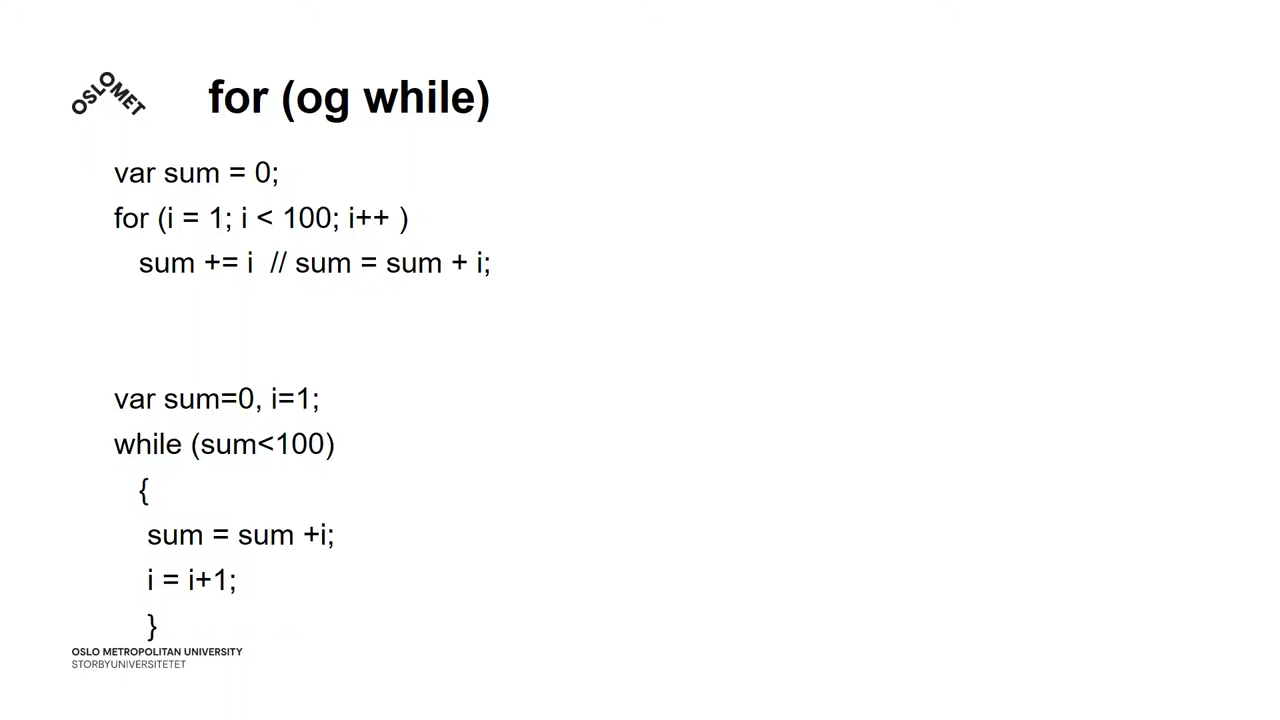 OSLOMET
for (og while)
var sum = 0;
for (i = 1; i < 100; i++ )
sum += i  // sum = sum + i;
var sum=0, i=1;
while (sum<100)
{
sum = sum +i;
i = i+1;
}
OSLO METROPOLITAN UNIVERSITY
STORBYUNIVERSITETET